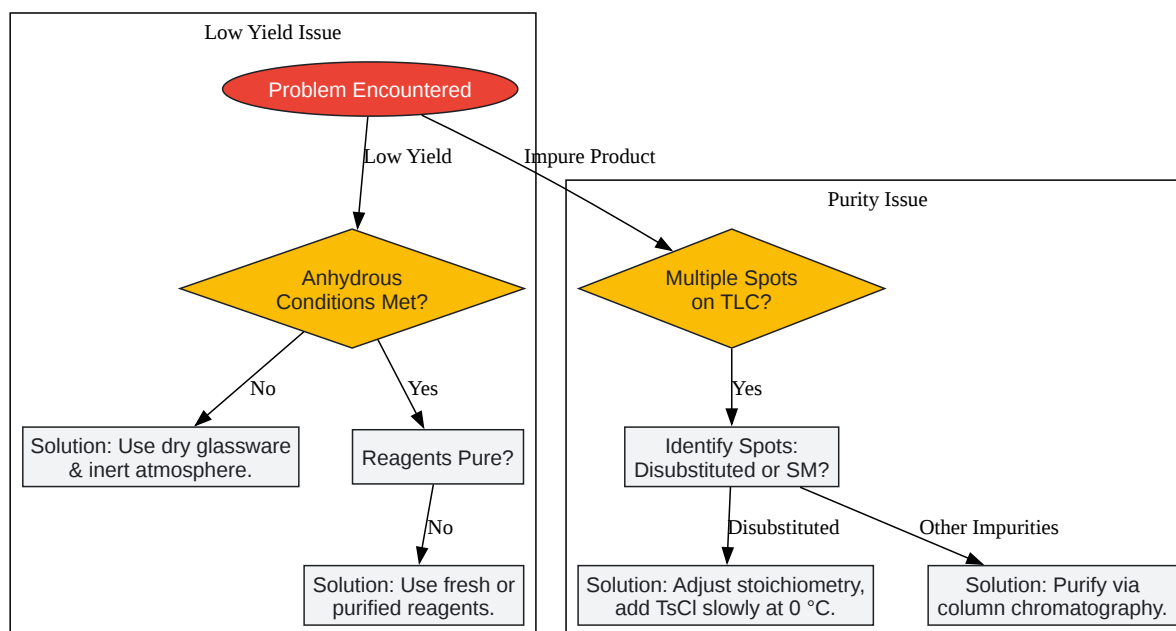 Low Yield Issue
Problem Encountered
Low Yield
Impure Product
Purity Issue
Anhydrous
Conditions Met?
Multiple Spots
on TLC?
No
Yes
Yes
Solution: Use dry glassware
& inert atmosphere.
Reagents Pure?
Identify Spots:
Disubstituted or SM?
No
Disubstituted
Other Impurities
Solution: Use fresh or
purified reagents.
Solution: Adjust stoichiometry,
add TsCl slowly at 0 °C.
Solution: Purify via
column chromatography.